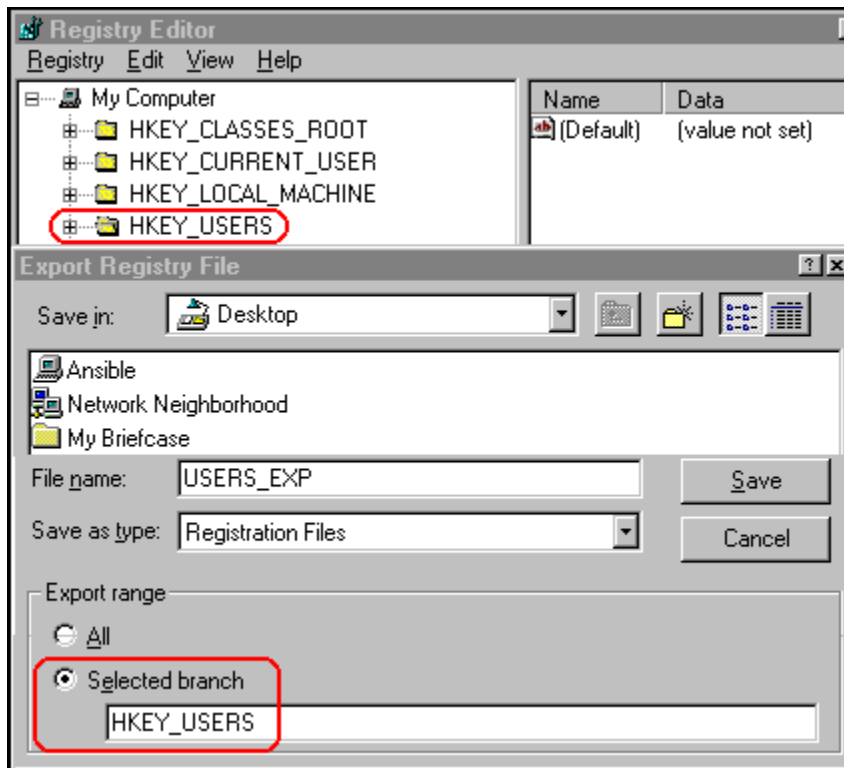 Registry Editor
Registry Edit View Help
My Computer
HKEY_CLASSES_ROOT
HKEY_CURRENT_USER
HKEY_LOCAL_MACHINE
HKEY_USERS
Name Data
(Default) (value not set)
Export Registry File
Save in: Desktop
Ansible
Network Neighborhood
My Briefcase
File name: USERS_EXP Save
Save as type: Registration Files Cancel
Export range
All
Selected branch
HKEY_USERS